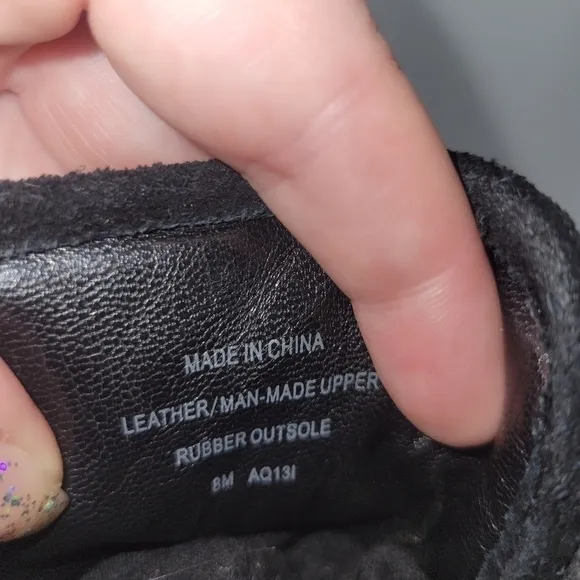 MADE IN CHINA
LEATHER/MAN-MADE UPPER
RUBBER OUTSOLE
8M AQ13I